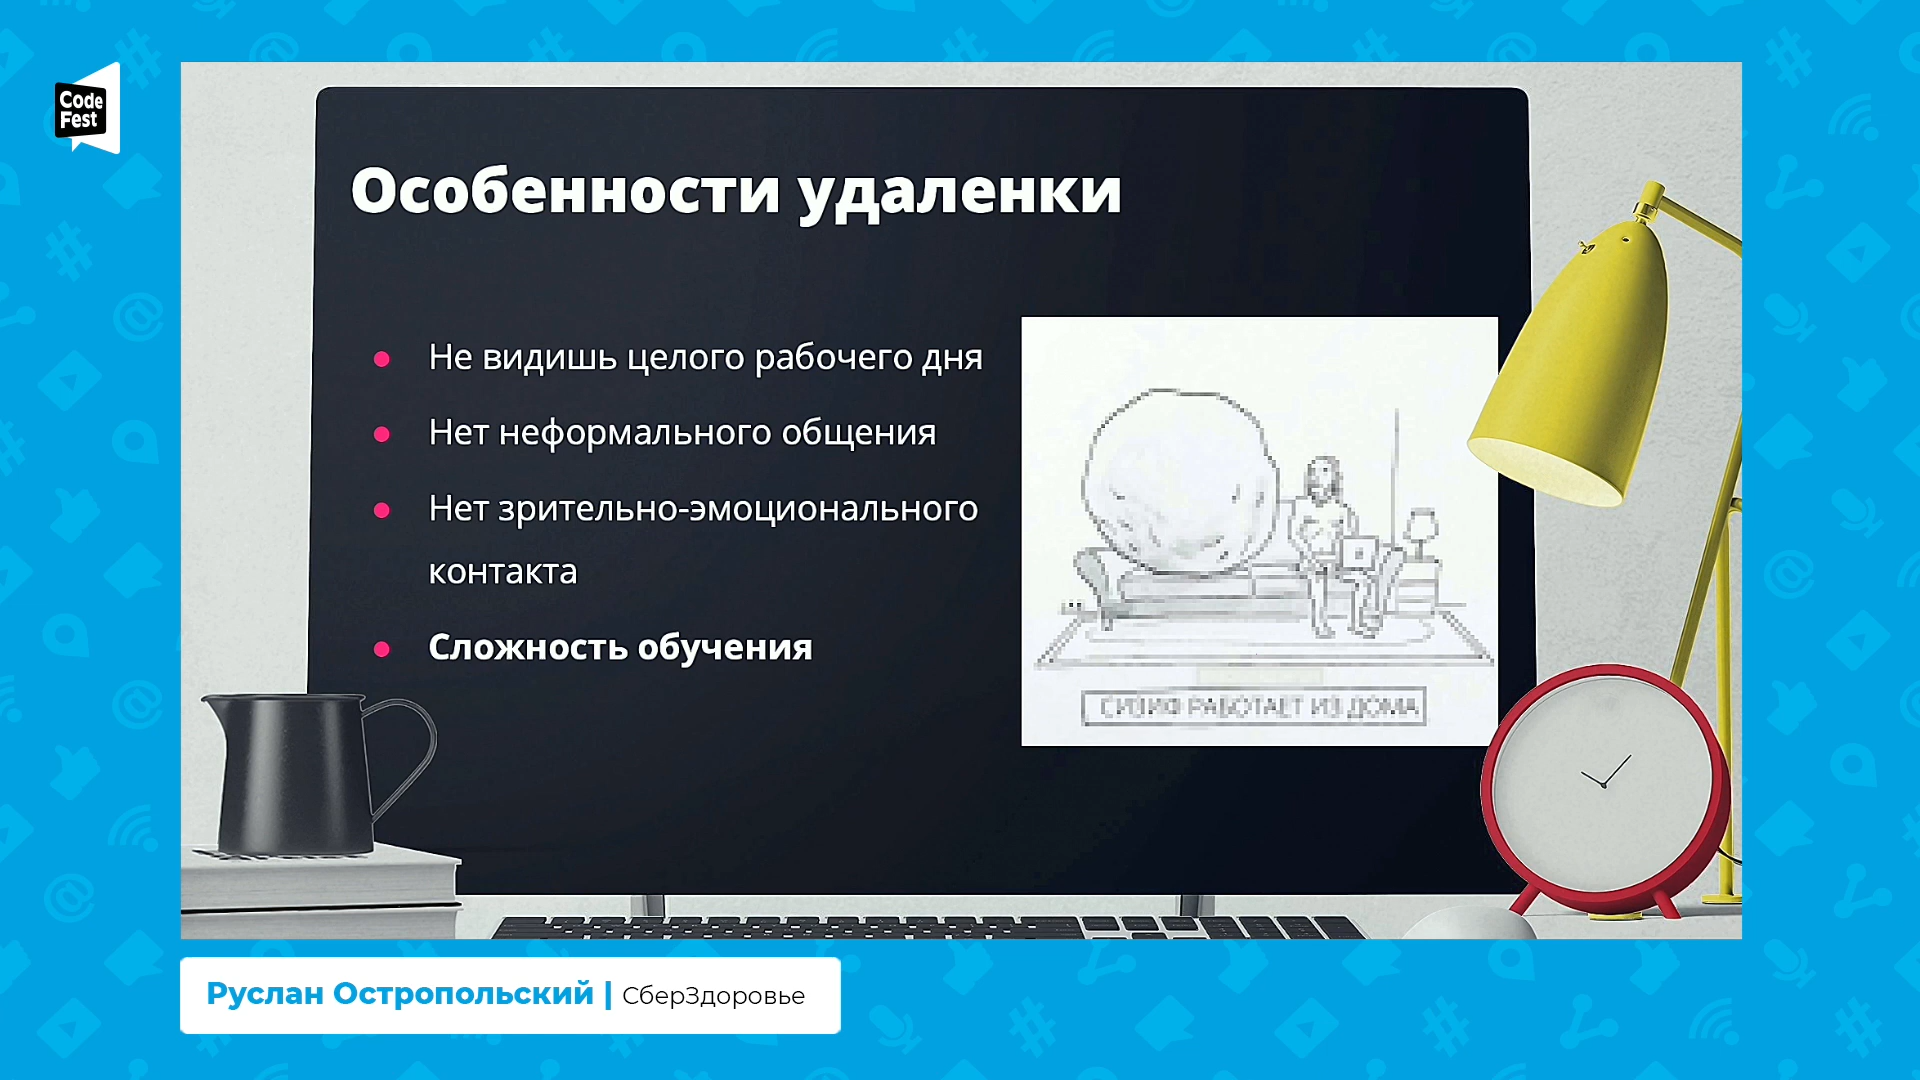 Code
Fest
Особенности удаленки
Не видишь целого рабочего дня
Нет неформального общения
Нет зрительно-эмоционального
контакта
Сложность обучения
СИЗИФ РАБОТАЕТ ИЗ ДОМА
Руслан Островпольский | СберЗдоровье